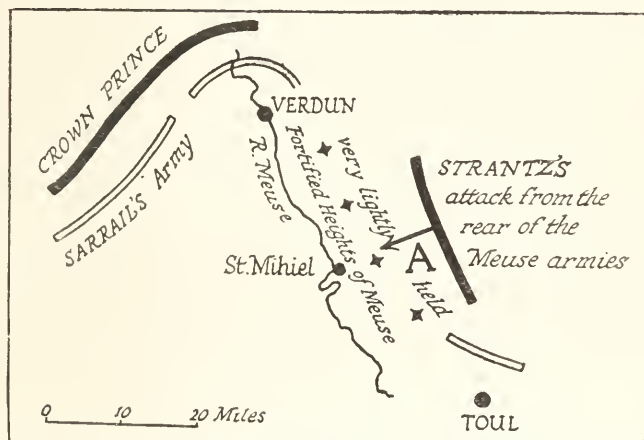 CROWN PRINCE
SARRAIL'S Army
VERDUN
R. Meuse
Fortified Heights of Meuse
very lightly
A
held
STRANTZ'S
attack from the
rear of the
Meuse armies
St. Mihiel
0 10 20 Miles
TOUL